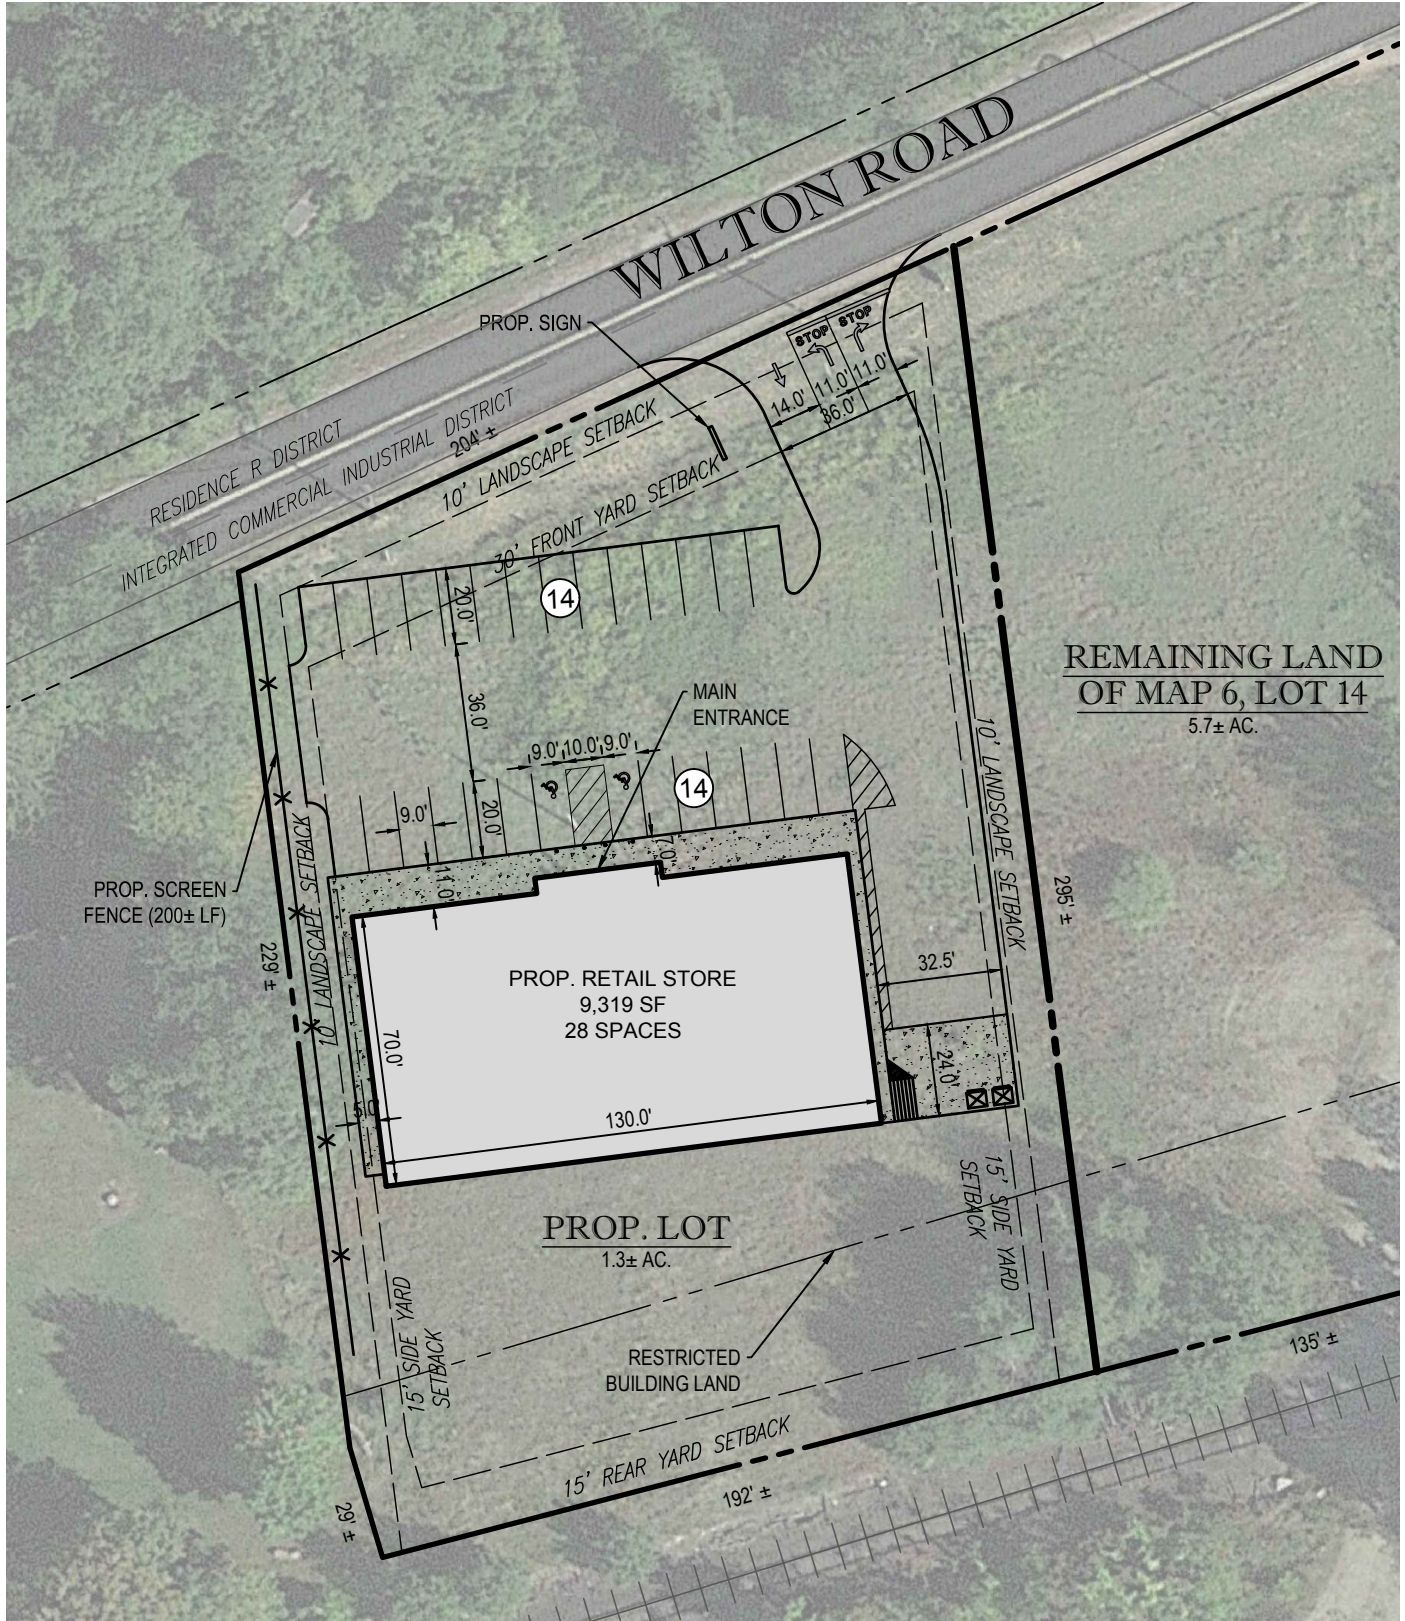 WILTON ROAD
PROP. SIGN
STOP
STOP
14.0'
11.0'
11.0'
36.0'
RESIDENCE R DISTRICT
INTEGRATED COMMERCIAL INDUSTRIAL DISTRICT
204' ±
10' LANDSCAPE SETBACK
30' FRONT YARD SETBACK
14
20.0'
36.0'
MAIN
ENTRANCE
REMAINING LAND
OF MAP 6, LOT 14
5.7± AC.
9.0'
10.0'
9.0'
14
9.0'
20.0'
7.0'
11.0'
10' LANDSCAPE SETBACK
PROP. SCREEN
FENCE (200± LF)
10' LANDSCAPE SETBACK
229' ±
295' ±
32.5'
PROP. RETAIL STORE
9,319 SF
28 SPACES
70.0'
24.0'
5.0'
130.0'
PROP. LOT
1.3± AC.
15' SIDE YARD
SETBACK
15' SIDE YARD
SETBACK
RESTRICTED
BUILDING LAND
135' ±
15' REAR YARD SETBACK
192' ±
29' ±